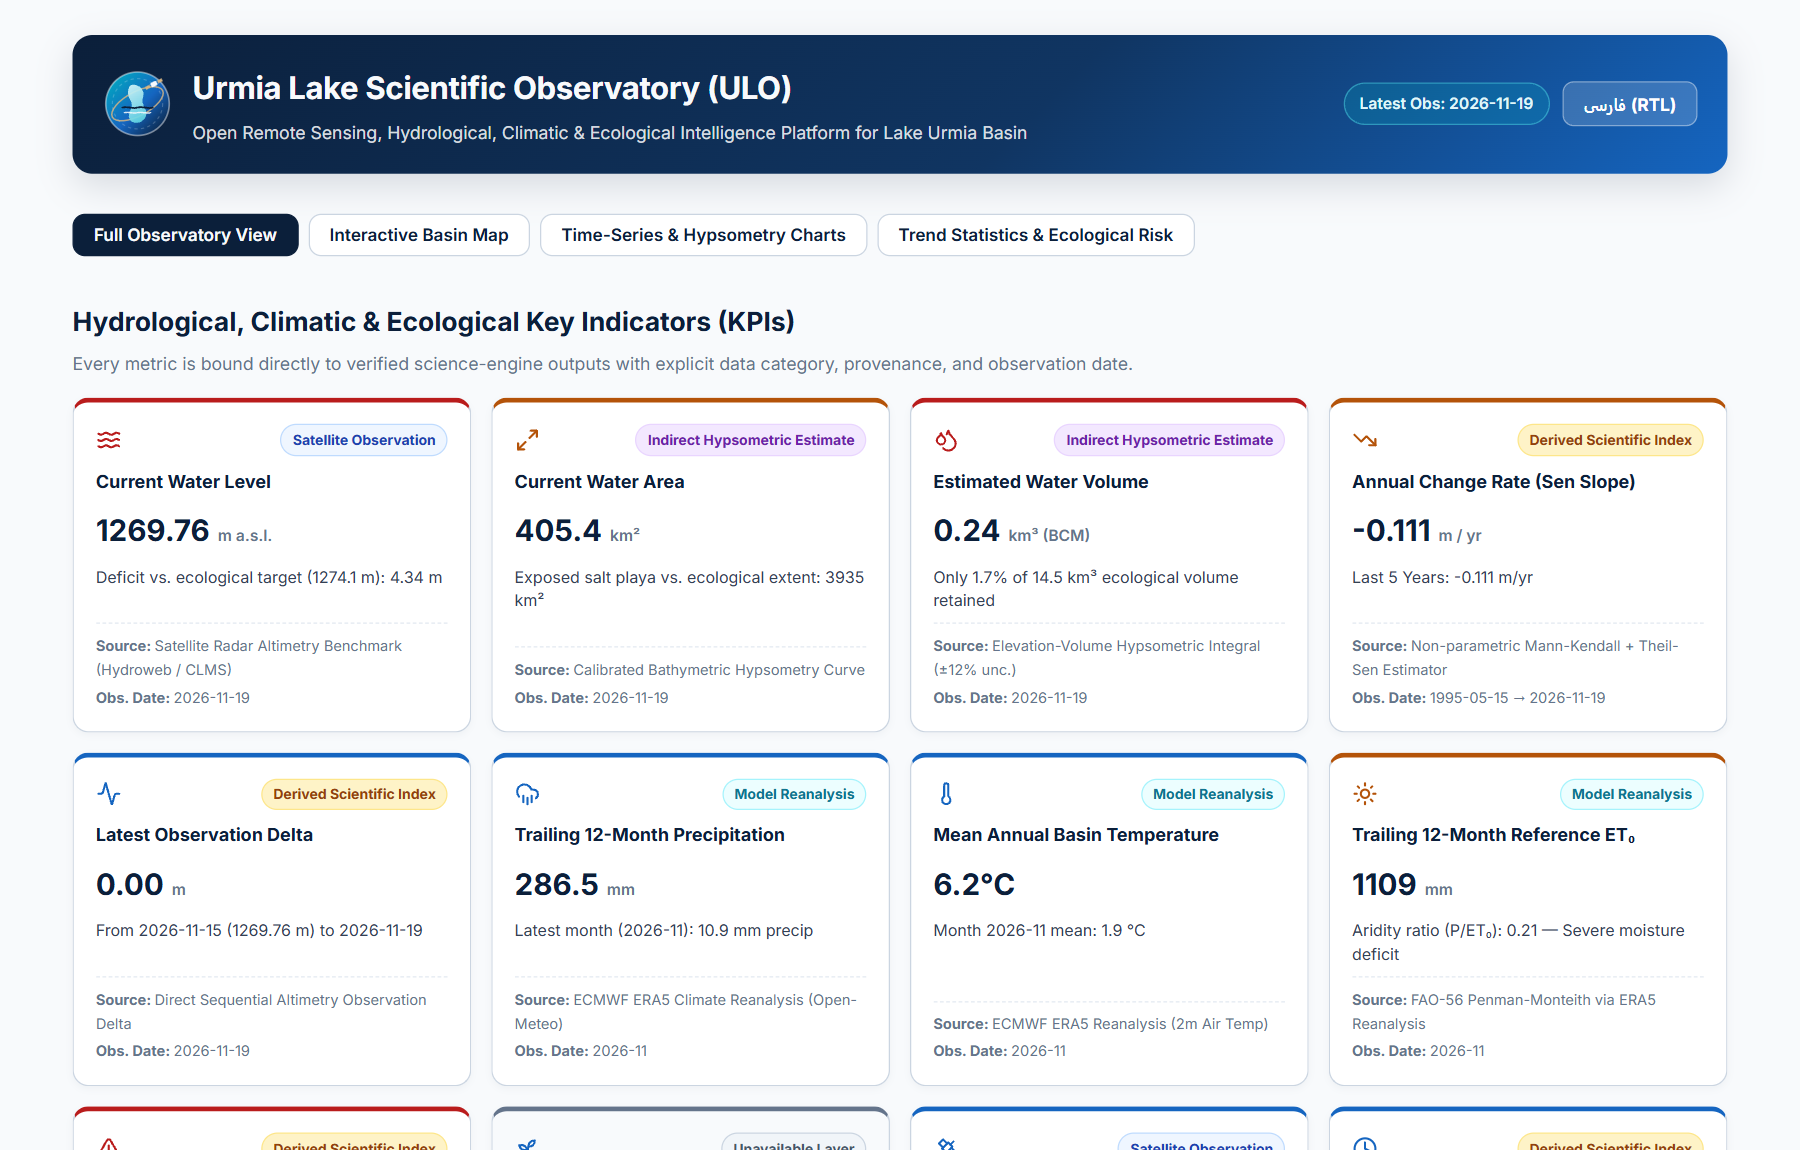 Urmia Lake Scientific Observatory (ULO)
Open Remote Sensing, Hydrological, Climatic & Ecological Intelligence Platform for Lake Urmia Basin
Latest Obs: 2026-11-19
فارسی (RTL)
Full Observatory View
Interactive Basin Map
Time-Series & Hypsometry Charts
Trend Statistics & Ecological Risk
Hydrological, Climatic & Ecological Key Indicators (KPIs)
Every metric is bound directly to verified science-engine outputs with explicit data category, provenance, and observation date.
Satellite Observation
Current Water Level
1269.76 m a.s.l.
Deficit vs. ecological target (1274.1 m): 4.34 m
Source: Satellite Radar Altimetry Benchmark
(Hydroweb / CLMS)
Obs. Date: 2026-11-19
Indirect Hypsometric Estimate
Current Water Area
405.4 km²
Exposed salt playa vs. ecological extent: 3935
km²
Source: Calibrated Bathymetric Hypsometry Curve
Obs. Date: 2026-11-19
Indirect Hypsometric Estimate
Estimated Water Volume
0.24 km³ (BCM)
Only 1.7% of 14.5 km³ ecological volume
retained
Source: Elevation-Volume Hypsometric Integral
(±12% unc.)
Obs. Date: 2026-11-19
Derived Scientific Index
Annual Change Rate (Sen Slope)
-0.111 m / yr
Last 5 Years: -0.111 m/yr
Source: Non-parametric Mann-Kendall + Theil-
Sen Estimator
Obs. Date: 1995-05-15 → 2026-11-19
Derived Scientific Index
Latest Observation Delta
0.00 m
From 2026-11-15 (1269.76 m) to 2026-11-19
Source: Direct Sequential Altimetry Observation
Delta
Obs. Date: 2026-11-19
Model Reanalysis
Trailing 12-Month Precipitation
286.5 mm
Latest month (2026-11): 10.9 mm precip
Source: ECMWF ERA5 Climate Reanalysis (Open-
Meteo)
Obs. Date: 2026-11
Model Reanalysis
Mean Annual Basin Temperature
6.2°C
Month 2026-11 mean: 1.9 °C
Source: ECMWF ERA5 Reanalysis (2m Air Temp)
Obs. Date: 2026-11
Model Reanalysis
Trailing 12-Month Reference ET₀
1109 mm
Aridity ratio (P/ET₀): 0.21 — Severe moisture
deficit
Source: FAO-56 Penman-Monteith via ERA5
Reanalysis
Obs. Date: 2026-11
Derived Scientific Index
Unavailable Layer
Satellite Observation
Derived Scientific Index